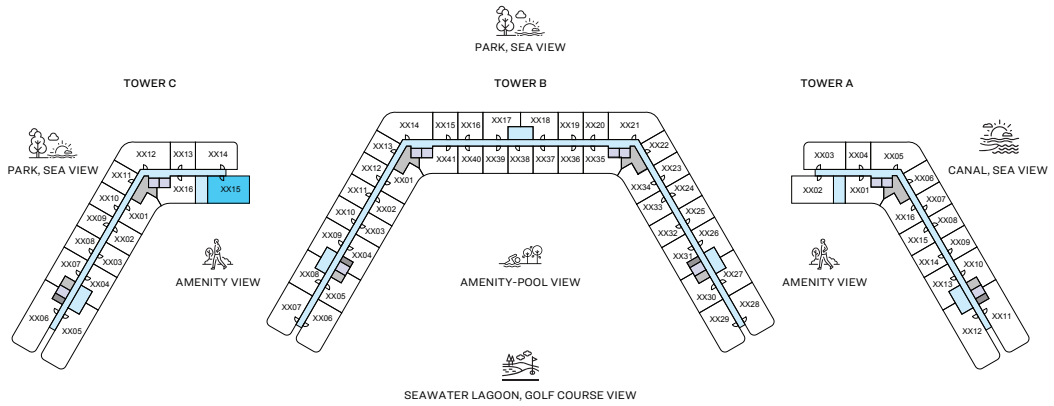 PARK, SEA VIEW
TOWER C
TOWER B
TOWER A
PARK, SEA VIEW
CANAL, SEA VIEW
XX12 XX13 XX14
XX11
XX16 XX15
XX10
XX01
XX09
XX02
XX08
XX03
XX07
XX04
XX06
XX05
AMENITY VIEW
XX14 XX15 XX16 XX17 XX18 XX19 XX20 XX21
XX13 XX41 XX40 XX39 XX38 XX37 XX36 XX35 XX22
XX12 XX23
XX01 XX34
XX11 XX24
XX02 XX33
XX10 XX25
XX03 XX32
XX09 XX26
XX04 XX31
XX08 XX27
XX05 XX30
XX07 XX28
XX06 XX29
AMENITY-POOL VIEW
XX03 XX04 XX05
XX02 XX01 XX06
XX07
XX16
XX08
XX15
XX09
XX14
XX10
XX13
XX11
XX12
AMENITY VIEW
SEAWATER LAGOON, GOLF COURSE VIEW